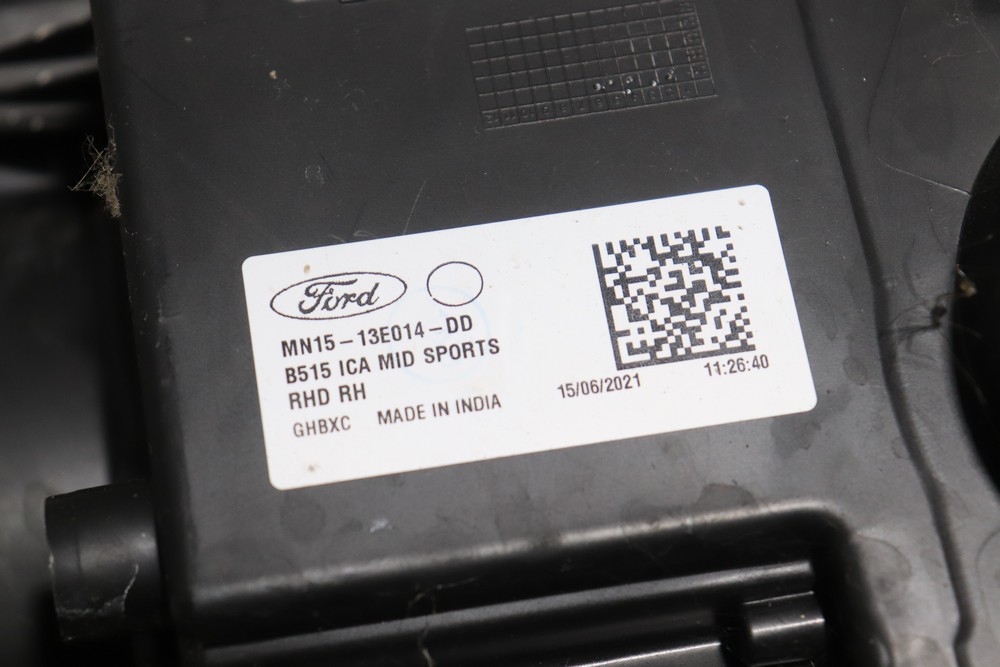 Ford
MN15-13E014-DD
B515 ICA MID SPORTS
RHD RH
GHBXC MADE IN INDIA
15/06/2021 11:26:40